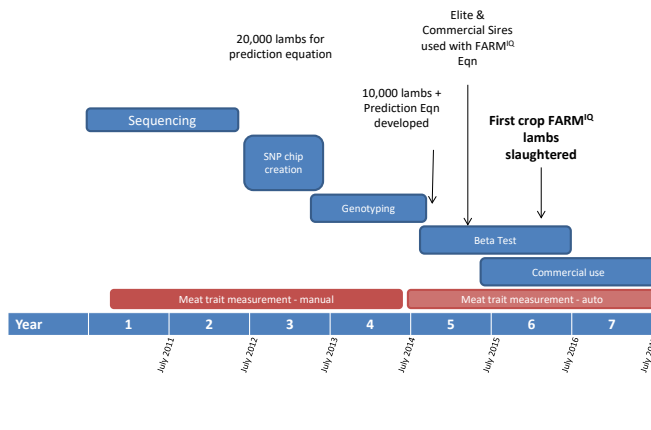 Elite &
Commercial Sires
used with FARMIQ
Eqn
20,000 lambs for
prediction equation
10,000 lambs +
Prediction Eqn
developed
First crop FARMIQ
lambs
slaughtered
Sequencing
SNP chip
creation
Genotyping
Beta Test
Commercial use
Meat trait measurement - manual
Meat trait measurement - auto
Year 1 2 3 4 5 6 7
July 2011
July 2012
July 2013
July 2014
July 2015
July 2016
July